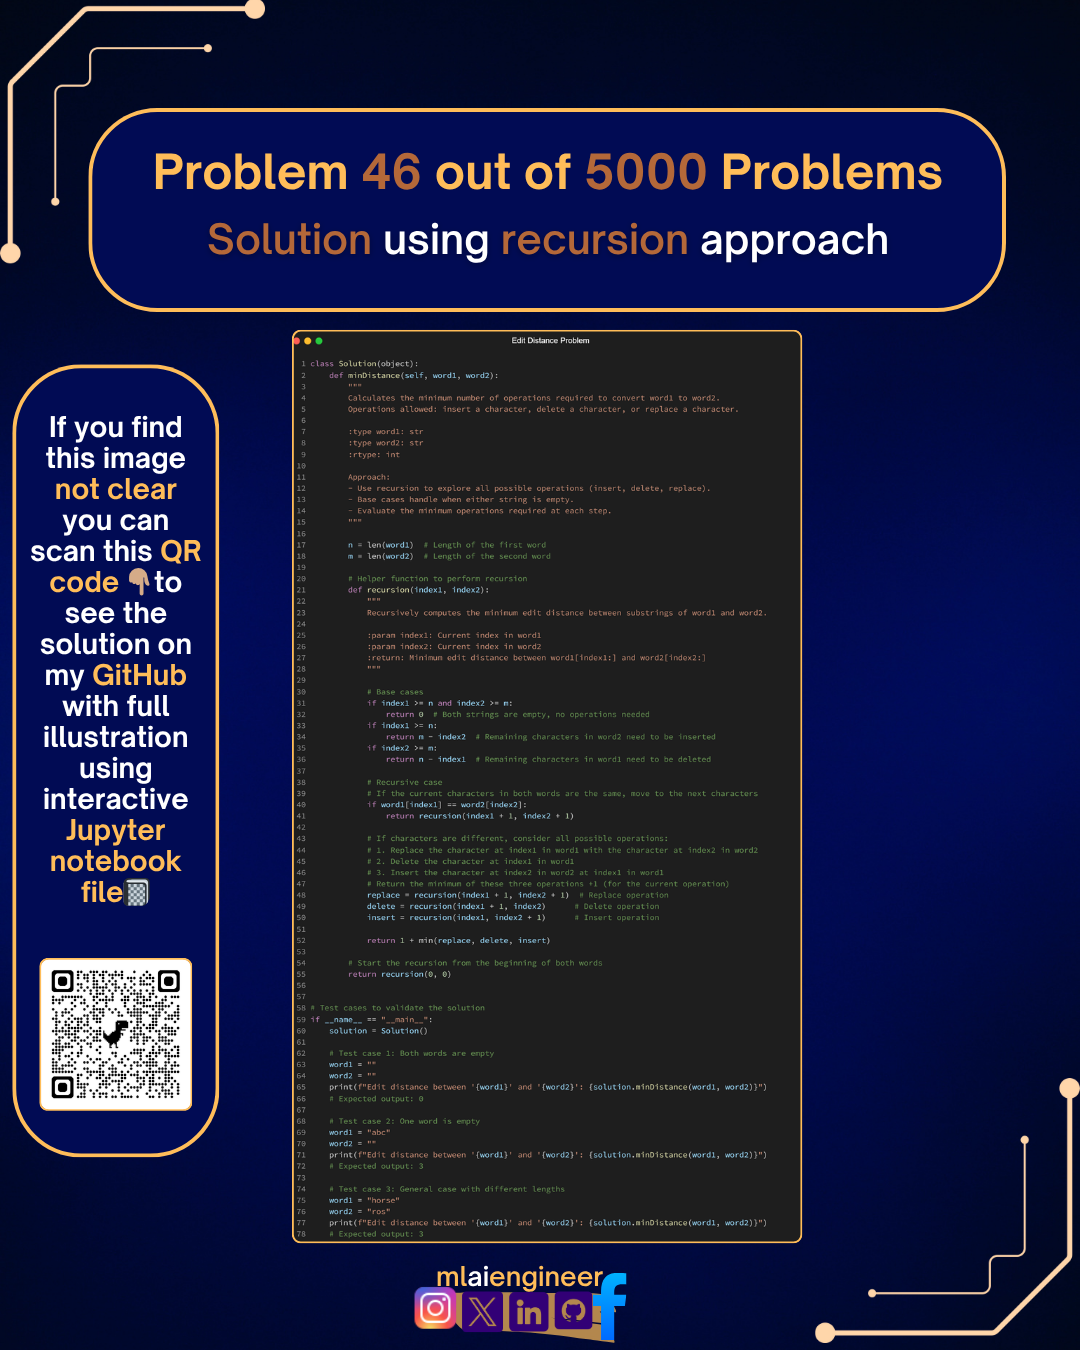 Problem 46 out of 5000 Problems
Solution using recursion approach
If you find
this image
not clear
you can
scan this QR
code 👇🏽to
see the
solution on
my GitHub
with full
illustration
using
interactive
Jupyter
notebook
file
Edit Distance Problem
1 class Solution(object):
2     def minDistance(self, word1, word2):
3         """
4         Calculates the minimum number of operations required to convert word1 to word2.
5         Operations allowed: insert a character, delete a character, or replace a character.
6
7         :type word1: str
8         :type word2: str
9         :rtype: int
10
11         Approach:
12         - Use recursion to explore all possible operations (insert, delete, replace).
13         - Base cases handle when either string is empty.
14         - Evaluate the minimum operations required at each step.
15         """
16
17         n = len(word1)  # Length of the first word
18         m = len(word2)  # Length of the second word
19
20         # Helper function to perform recursion
21         def recursion(index1, index2):
22             """
23             Recursively computes the minimum edit distance between substrings of word1 and word2.
24
25             :param index1: Current index in word1
26             :param index2: Current index in word2
27             :return: Minimum edit distance between word1[index1:] and word2[index2:]
28             """
29
30             # Base cases
31             if index1 >= n and index2 >= m:
32                 return 0  # Both strings are empty, no operations needed
33             if index1 >= n:
34                 return m - index2  # Remaining characters in word2 need to be inserted
35             if index2 >= m:
36                 return n - index1  # Remaining characters in word1 need to be deleted
37
38             # Recursive case
39             # If the current characters in both words are the same, move to the next characters
40             if word1[index1] == word2[index2]:
41                 return recursion(index1 + 1, index2 + 1)
42
43             # If characters are different, consider all possible operations:
44             # 1. Replace the character at index1 in word1 with the character at index2 in word2
45             # 2. Delete the character at index1 in word1
46             # 3. Insert the character at index2 in word2 at index1 in word1
47             # Return the minimum of these three operations +1 (for the current operation)
48             replace = recursion(index1 + 1, index2 + 1)  # Replace operation
49             delete = recursion(index1 + 1, index2)      # Delete operation
50             insert = recursion(index1, index2 + 1)      # Insert operation
51
52             return 1 + min(replace, delete, insert)
53
54         # Start the recursion from the beginning of both words
55         return recursion(0, 0)
56
57
58 # Test cases to validate the solution
59 if __name__ == "__main__":
60     solution = Solution()
61
62     # Test case 1: Both words are empty
63     word1 = ""
64     word2 = ""
65     print(f"Edit distance between '{word1}' and '{word2}': {solution.minDistance(word1, word2)}")
66     # Expected output: 0
67
68     # Test case 2: One word is empty
69     word1 = "abc"
70     word2 = ""
71     print(f"Edit distance between '{word1}' and '{word2}': {solution.minDistance(word1, word2)}")
72     # Expected output: 3
73
74     # Test case 3: General case with different lengths
75     word1 = "horse"
76     word2 = "ros"
77     print(f"Edit distance between '{word1}' and '{word2}': {solution.minDistance(word1, word2)}")
78     # Expected output: 3
mlaiengineer